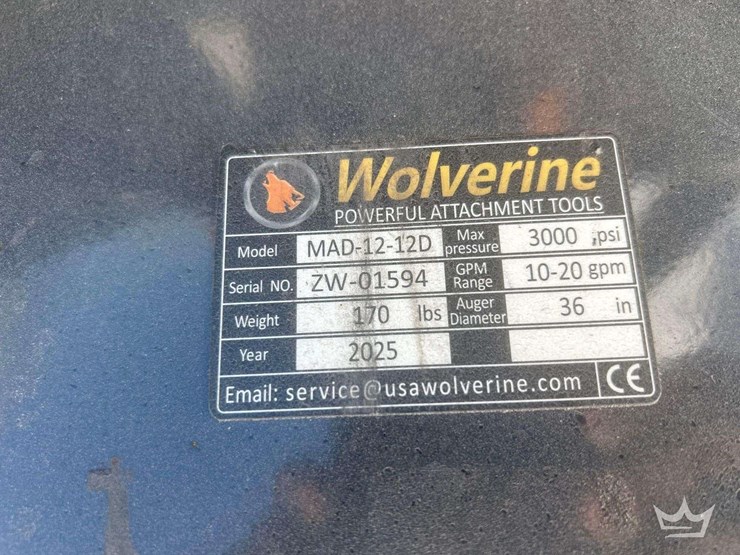 Wolverine
POWERFUL ATTACHMENT TOOLS
Model MAD-12-12D Max pressure 3000 psi
Serial NO. ZW-01594 GPM Range 10-20 gpm
Weight 170 lbs Auger Diameter 36 in
Year 2025
Email: service@usawolverine.com CE